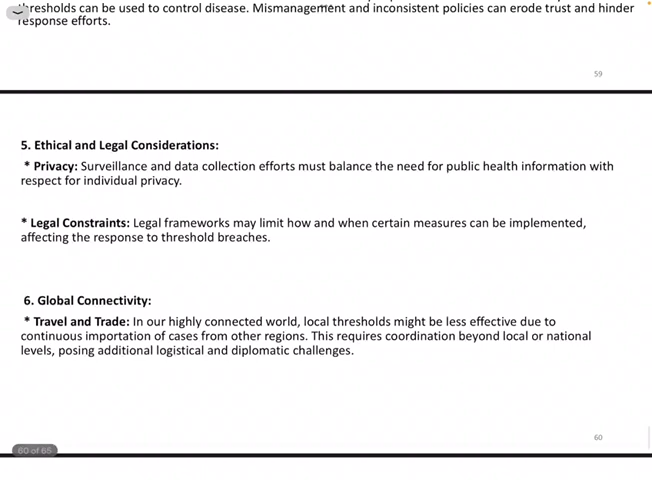 thresholds can be used to control disease. Mismanagement and inconsistent policies can erode trust and hinder
response efforts.
59
5. Ethical and Legal Considerations:
* Privacy: Surveillance and data collection efforts must balance the need for public health information with
respect for individual privacy.
* Legal Constraints: Legal frameworks may limit how and when certain measures can be implemented,
affecting the response to threshold breaches.
6. Global Connectivity:
* Travel and Trade: In our highly connected world, local thresholds might be less effective due to
continuous importation of cases from other regions. This requires coordination beyond local or national
levels, posing additional logistical and diplomatic challenges.
60
60 of 65